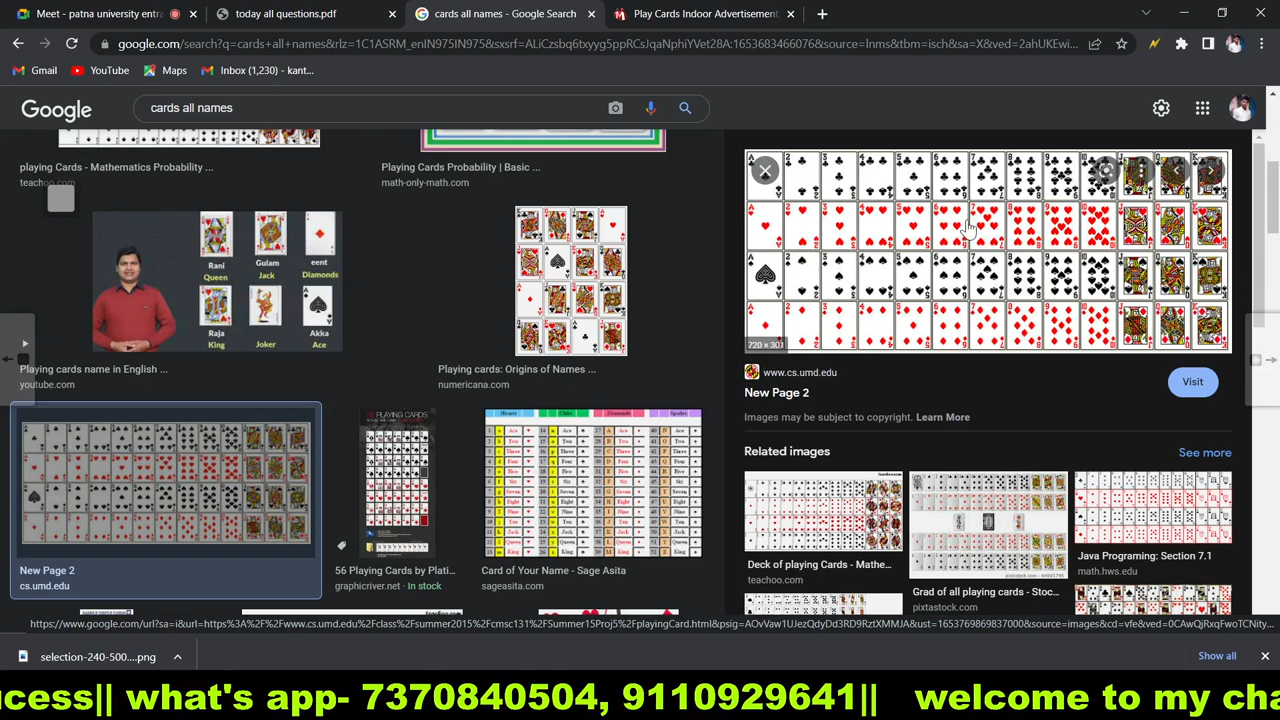 Meet - patna university entra
today all questions.pdf
cards all names - Google Search
Play Cards Indoor Advertisement
google.com/search?q=cards+all+names&rlz=1C1ASRM_enIN975IN975&sxsrf=ALiCzsbq6txyyg5ppRCsJqaNphiYVet28A:1653683466076&source=lnms&tbm=isch&sa=X&ved=2ahUKEwi...
Gmail
YouTube
Maps
Inbox (1,230) - kant...
Google
cards all names
playing Cards - Mathematics Probability ...
teachoo.com
Playing Cards Probability | Basic ...
math-only-math.com
Rani
Queen
Gulam
Jack
eent
Diamonds
Raja
King
Joker
Akka
Ace
Playing cards name in English ...
youtube.com
Playing cards: Origins of Names ...
numericana.com
720 × 301
www.cs.umd.edu
New Page 2
Visit
Images may be subject to copyright. Learn More
Related images
See more
Deck of playing Cards - Mathe...
teachoo.com
Grad of all playing cards - Stoc...
pixtastock.com
Java Programing: Section 7.1
math.hws.edu
New Page 2
cs.umd.edu
PLAYING CARDS
56 Playing Cards by Plati...
graphicriver.net - In stock
Hearts
Clubs
Diamonds
Spades
Card of Your Name - Sage Asita
sageasita.com
https://www.google.com/url?sa=i&url=https%3A%2F%2Fwww.cs.umd.edu%2Fclass%2Fsummer2015%2Fcmsc131%2FSummer15Proj5%2FplayingCard.html&psig=AOvVaw1UJezQdyDd3RD9RztXMMJA&ust=1653769869837000&source=images&cd=vfe&ved=0CAwQjRxqFwoTCNity...
selection-240-500....png
Show all
ccess|| what's app- 7370840504, 9110929641||
welcome to my cha